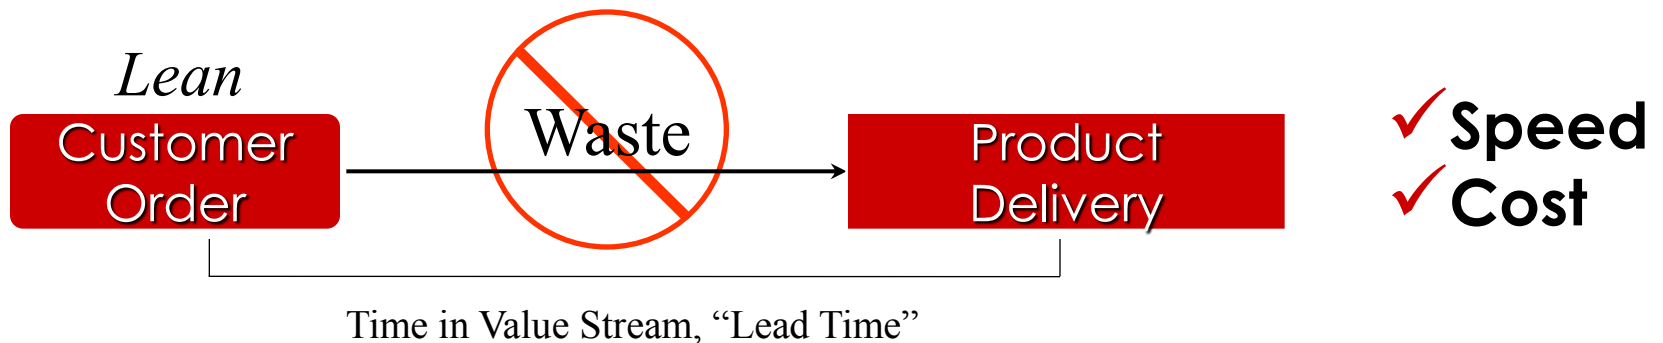 Lean
Customer
Order
Waste
Product
Delivery
Speed
Cost
Time in Value Stream, “Lead Time”